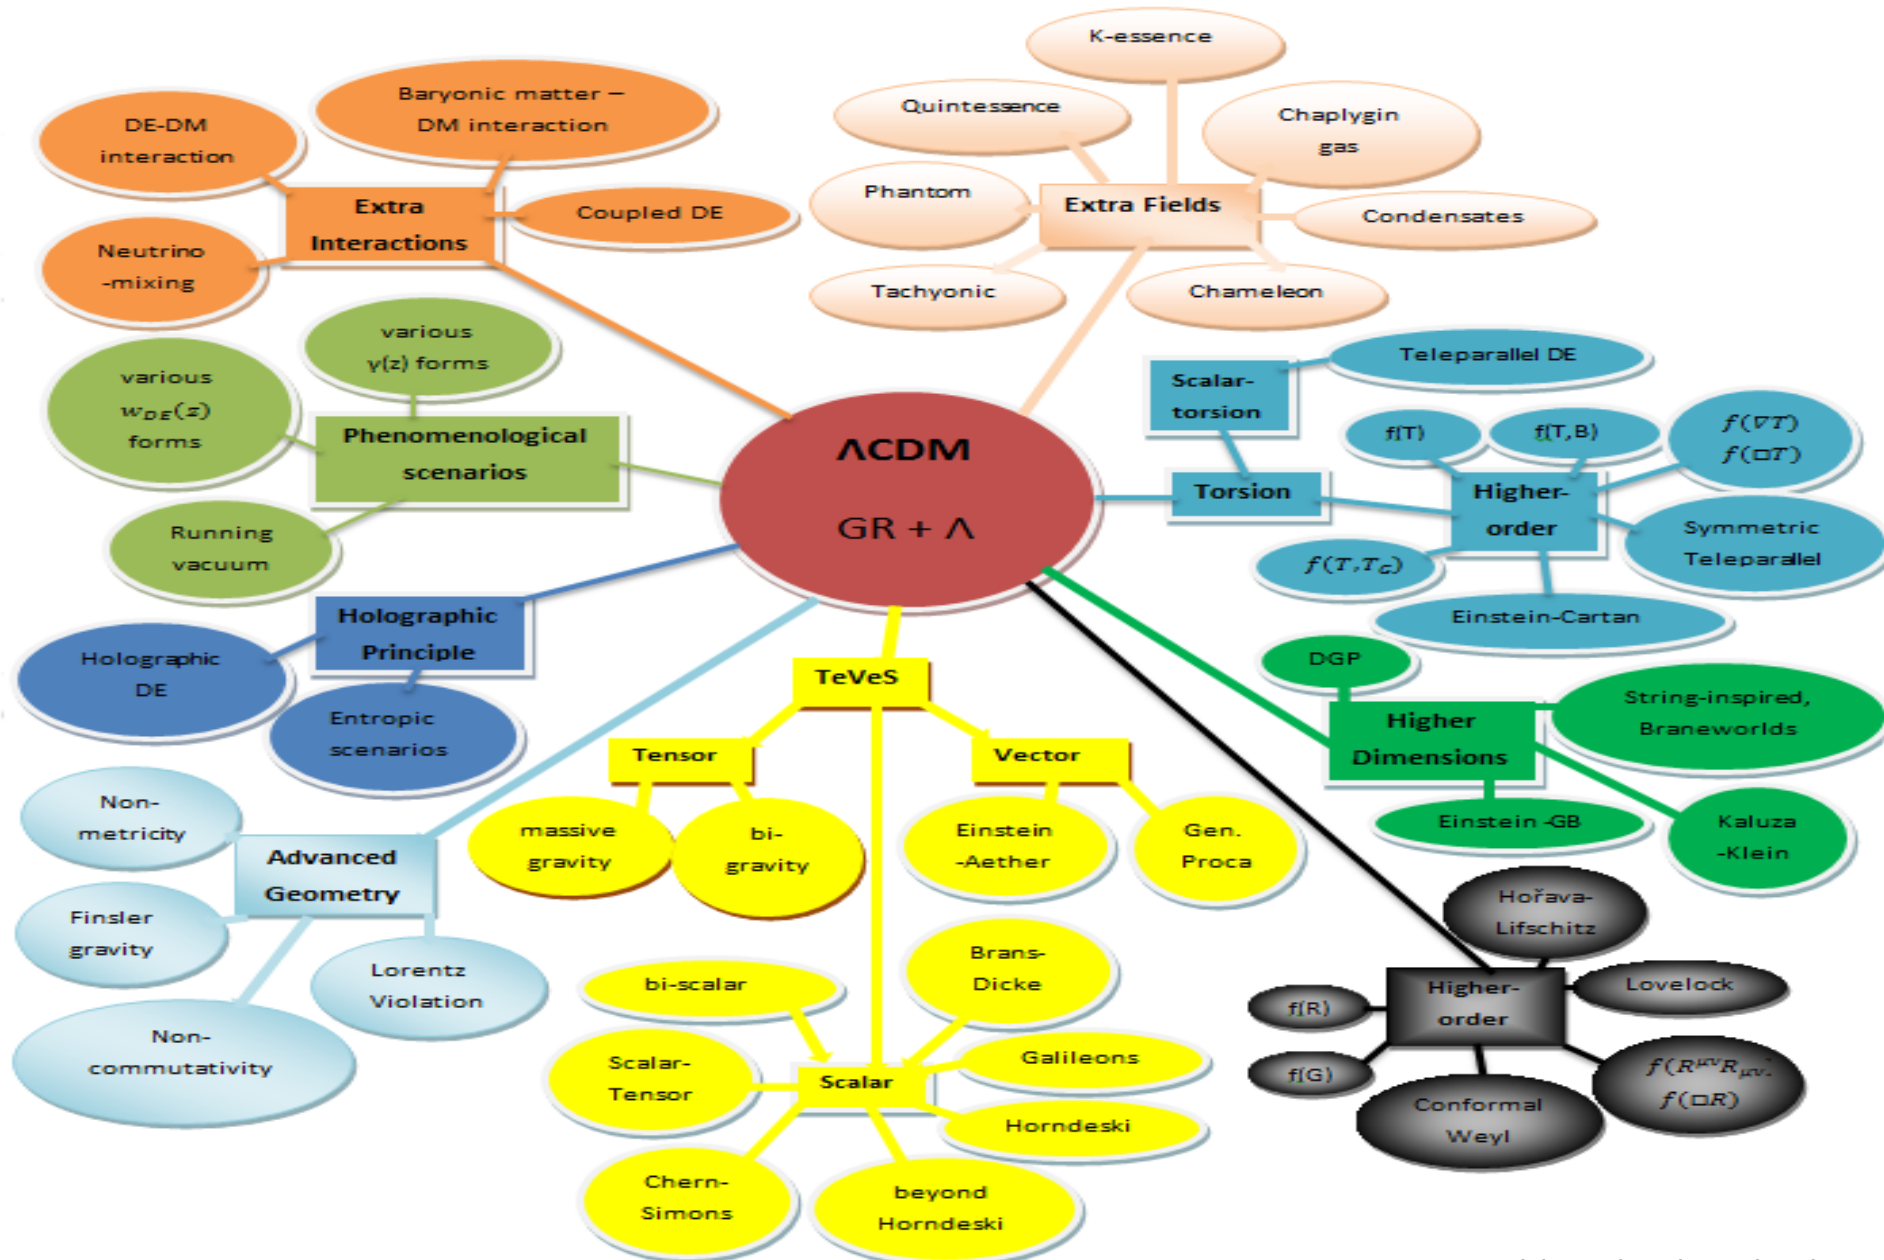 ΛCDM
GR + Λ
Extra
Interactions
DE-DM
interaction
Baryonic matter –
DM interaction
Coupled DE
Neutrino
-mixing
Extra Fields
K-essence
Quintessence
Chaplygin
gas
Phantom
Condensates
Tachyonic
Chameleon
Phenomenological
scenarios
various
γ(z) forms
various
w_{DE}(z)
forms
Running
vacuum
Holographic
Principle
Holographic
DE
Entropic
scenarios
Advanced
Geometry
Non-
metricity
Finsler
gravity
Non-
commutativity
Lorentz
Violation
TeVeS
Tensor
massive
gravity
bi-
gravity
Vector
Einstein
-Aether
Gen.
Proca
Scalar
bi-scalar
Brans-
Dicke
Scalar-
Tensor
Galileons
Horndeski
Chern-
Simons
beyond
Horndeski
Torsion
Scalar-
torsion
Teleparallel DE
Higher-
order
f(T)
f(T,B)
f(∇T)
f(□T)
Symmetric
Teleparallel
f(T,T_G)
Einstein-Cartan
Higher
Dimensions
DGP
String-inspired,
Braneworlds
Einstein -GB
Kaluza
-Klein
Higher-
order
Hořava-
Lifschitz
Lovelock
f(R)
f(G)
Conformal
Weyl
f(R^{μν}R_{μν}
f(□R)